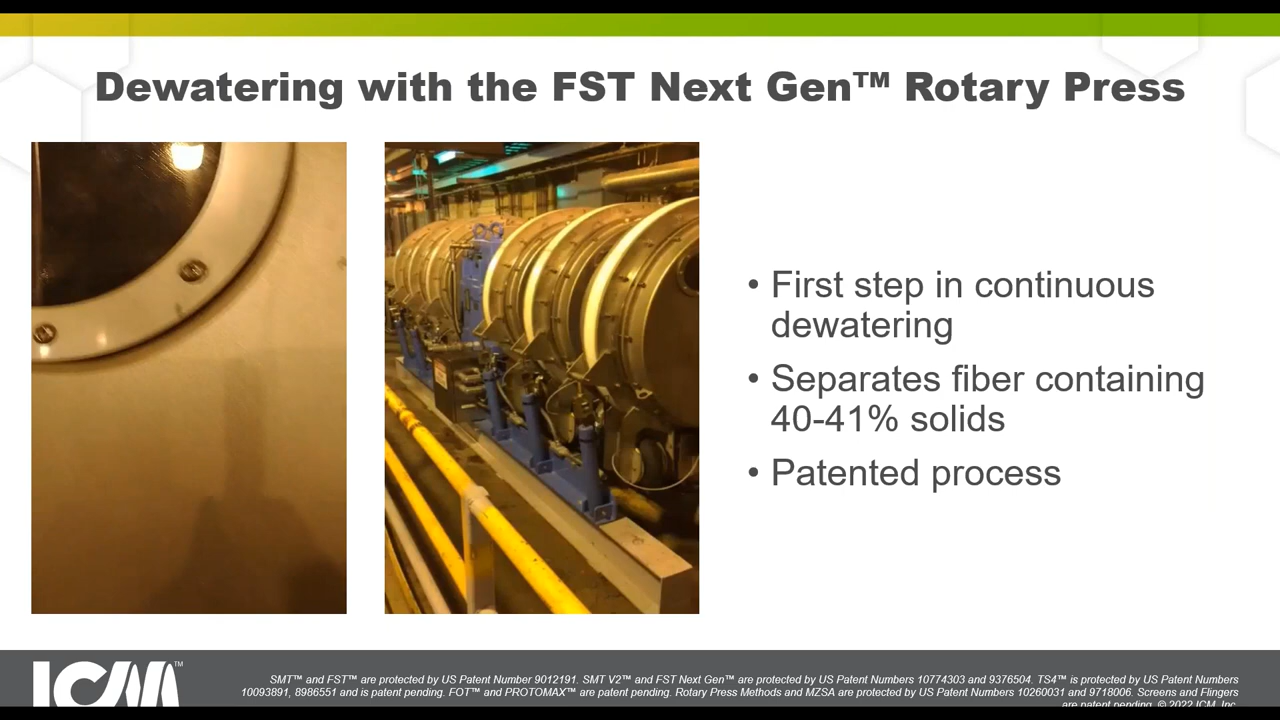 Dewatering with the FST Next Gen™ Rotary Press
• First step in continuous
dewatering
• Separates fiber containing
40-41% solids
• Patented process
ICM™
SMT™ and FST™ are protected by US Patent Number 9012191. SMT V2™ and FST Next Gen™ are protected by US Patent Numbers 10774303 and 9376504. TS4™ is protected by US Patent Numbers
10093891, 8986551 and is patent pending. FOT™ and PROTOMAX™ are patent pending. Rotary Press Methods and MZSA are protected by US Patent Numbers 10260031 and 9718006. Screens and Flingers
are patent pending. © 2022 ICM, Inc.